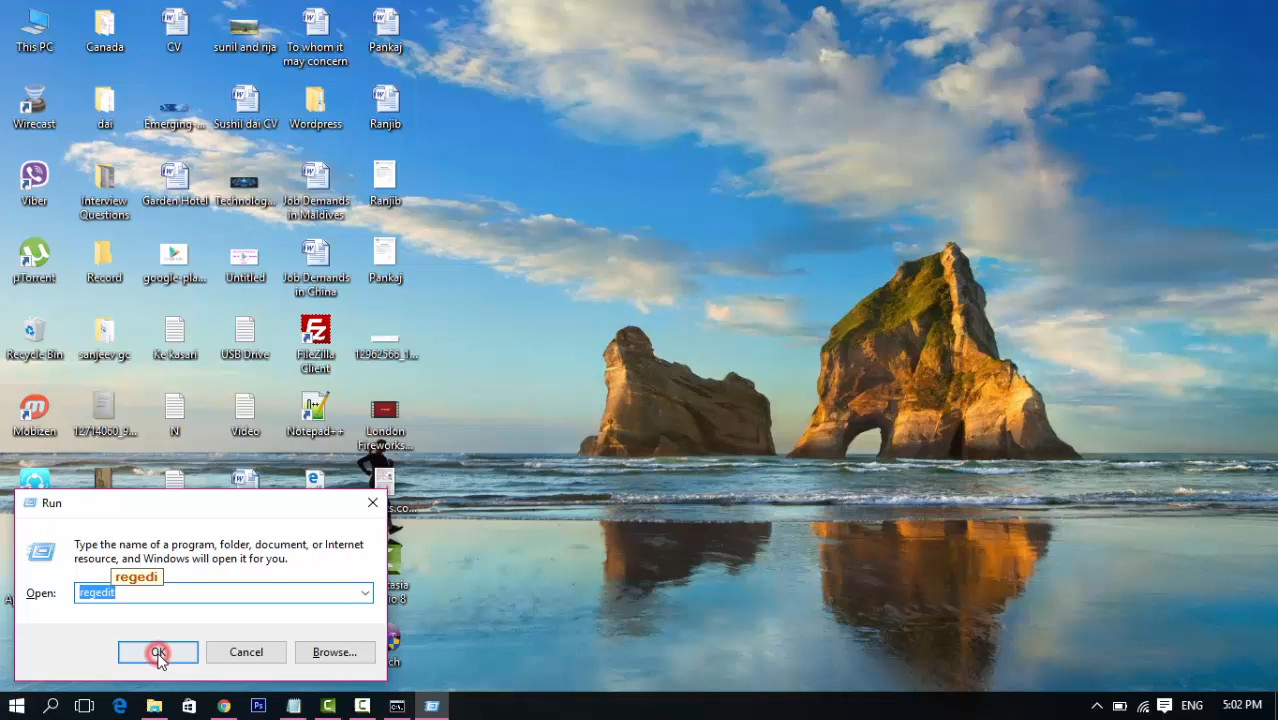 This PC
Canada
CV
sunil and rija
To whom it may concern
Pankaj
Wirecast
dai
Emerging-...
Sushil dai CV
Wordpress
Ranjib
Viber
Interview Questions
Garden Hotel
Technolog...
Job Demands in Maldives
Ranjib
µTorrent
Record
google-pla...
Untitled
Job Demands in China
Pankaj
Recycle Bin
sanjeev gc
Ke kasari
USB Drive
FileZilla Client
12962566_1...
Mobizen
12714060_9...
N
Video
Notepad++
London Fireworks...
Run
Type the name of a program, folder, document, or Internet
resource, and Windows will open it for you.
regedi
Open:
regedit
OK
Cancel
Browse...
ENG
5:02 PM